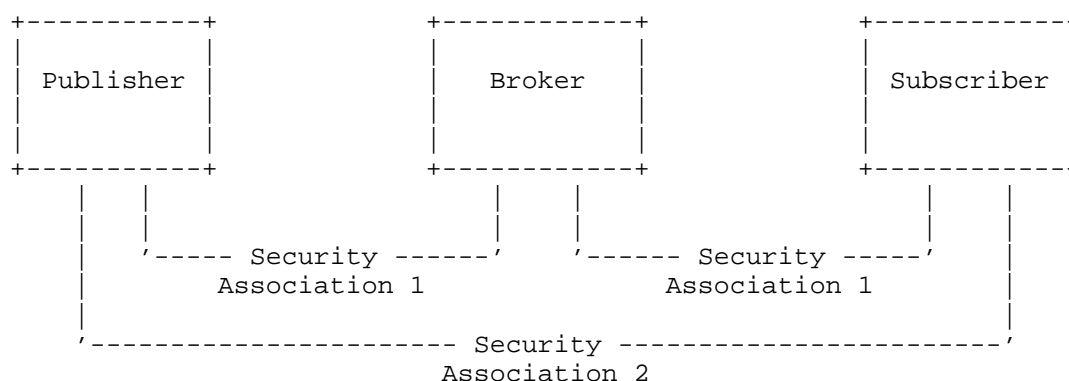 Publisher Broker Subscriber
Security Security
Association 1 Association 1
Security
Association 2